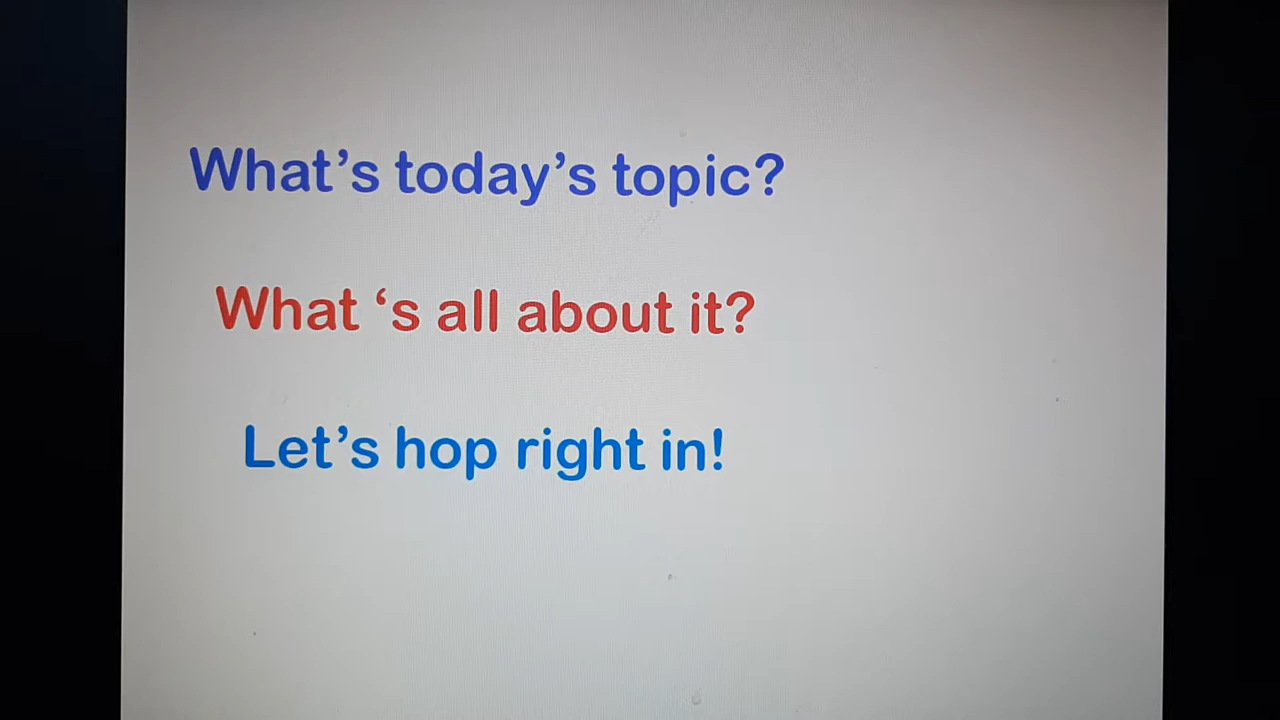 What’s today’s topic?
What ‘s all about it?
Let’s hop right in!